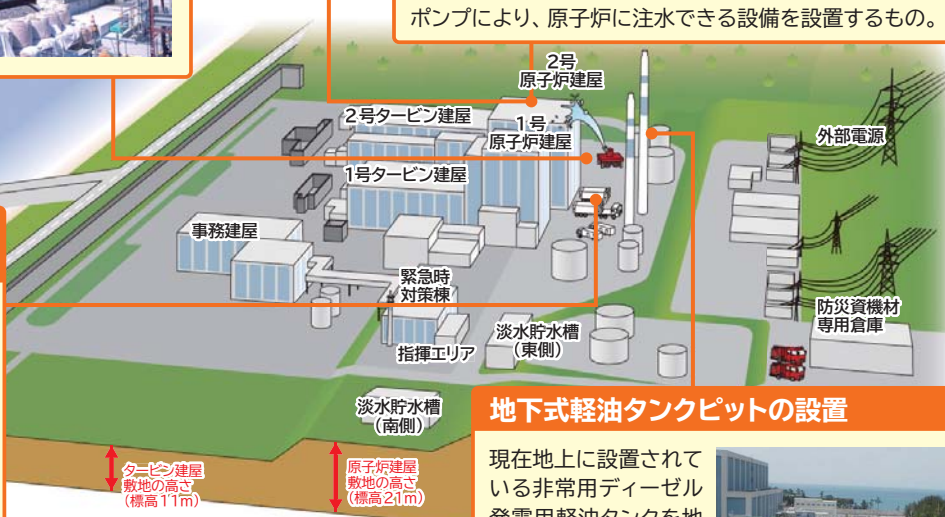 ポンプにより、原子炉に注水できる設備を設置するもの。
2号
原子炉建屋
2号タービン建屋
1号
原子炉建屋
外部電源
1号タービン建屋
事務建屋
緊急時
対策棟
防災資機材
専用倉庫
淡水貯水槽
(東側)
指揮エリア
淡水貯水槽
(南側)
タービン建屋
敷地の高さ
(標高11m)
原子炉建屋
敷地の高さ
(標高21m)
地下式軽油タンクピットの設置
現在地上に設置されて
いる非常用ディーゼル